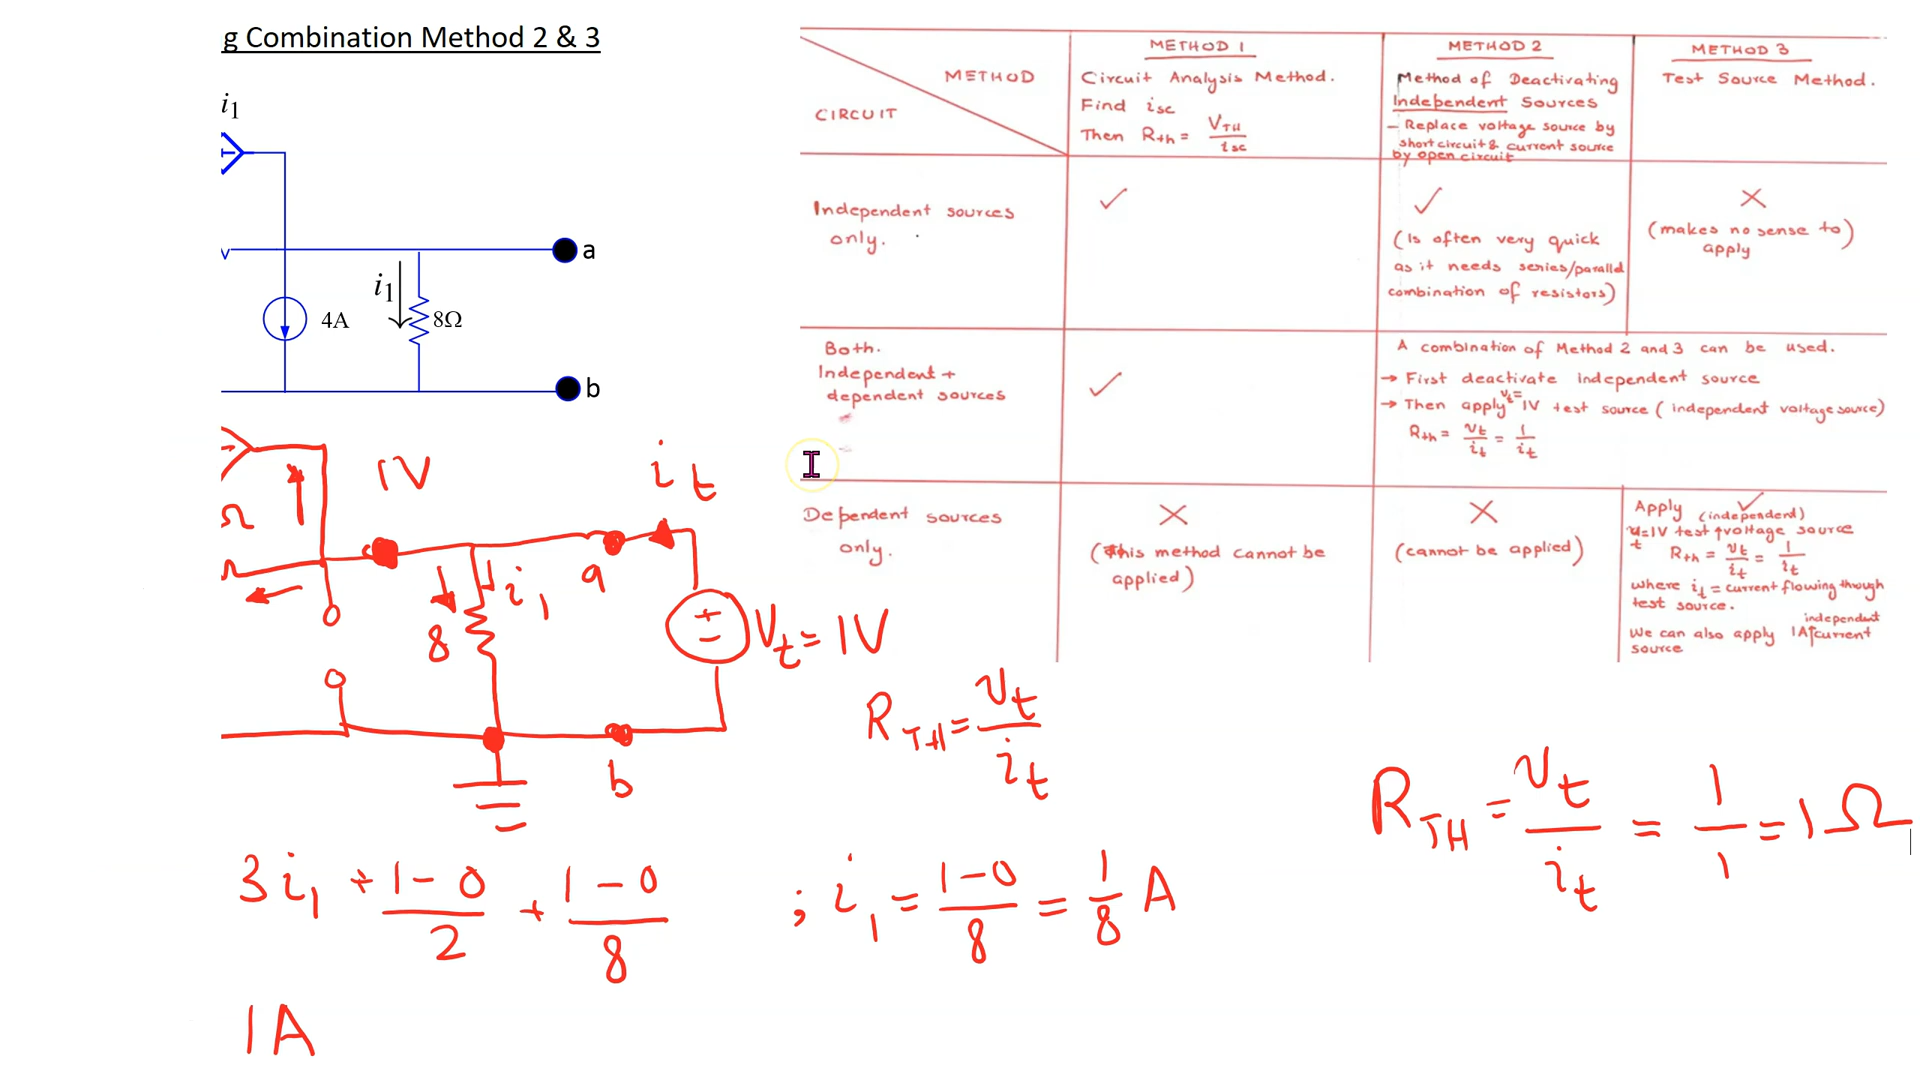 g Combination Method 2 & 3
i1
a
i1
4A
8Ω
b
METHOD
CIRCUIT
METHOD 1
Circuit Analysis Method.
Find isc
Then Rth = VTH / isc
METHOD 2
Method of Deactivating
Independent Sources
– Replace voltage source by
short circuit & current source
by open circuit
METHOD 3
Test Source Method.
Independent sources
only.
✓
✓
(Is often very quick
as it needs series/parallel
combination of resistors)
X
(makes no sense to)
apply
Both.
Independent +
dependent sources
✓
A combination of Method 2 and 3 can be used.
→ First deactivate independent source
→ Then apply vt= 1V test source (independent voltage source)
Rth = vt / it = 1 / it
Dependent sources
only.
X
(This method cannot be
applied)
X
(cannot be applied)
✓
Apply (independent)
vt=1V test ↑voltage source
Rth = vt / it = 1 / it
where it = current flowing through
test source.
independent
We can also apply 1A↑current
source
Ω
1V
it
a
i1
8
+
–
Vt = 1V
b
RTH = vt / it
RTH = vt / it = 1 / 1 = 1 Ω
3i1 + 1 – 0 / 2 + 1 – 0 / 8 ; i1 = 1 – 0 / 8 = 1 / 8 A
1A